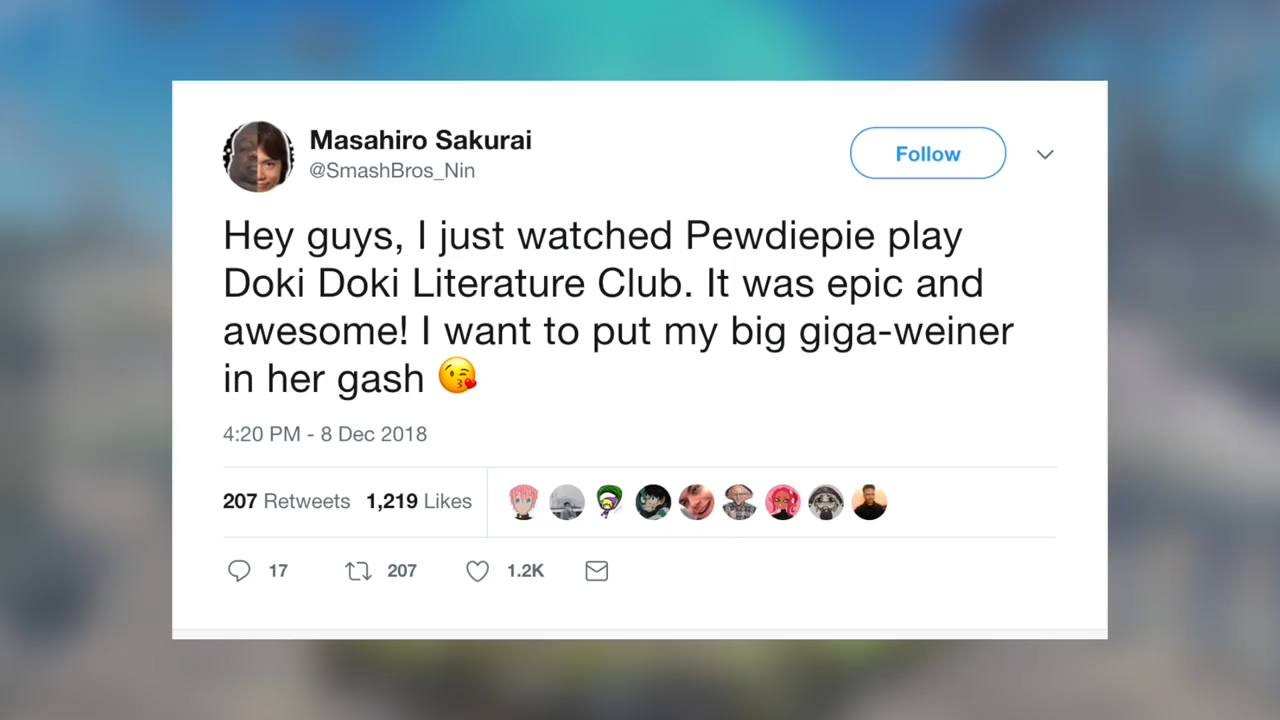 Masahiro Sakurai
@SmashBros_Nin
Follow
Hey guys, I just watched Pewdiepie play
Doki Doki Literature Club. It was epic and
awesome! I want to put my big giga-weiner
in her gash 😘
4:20 PM - 8 Dec 2018
207 Retweets 1,219 Likes
17 207 1.2K